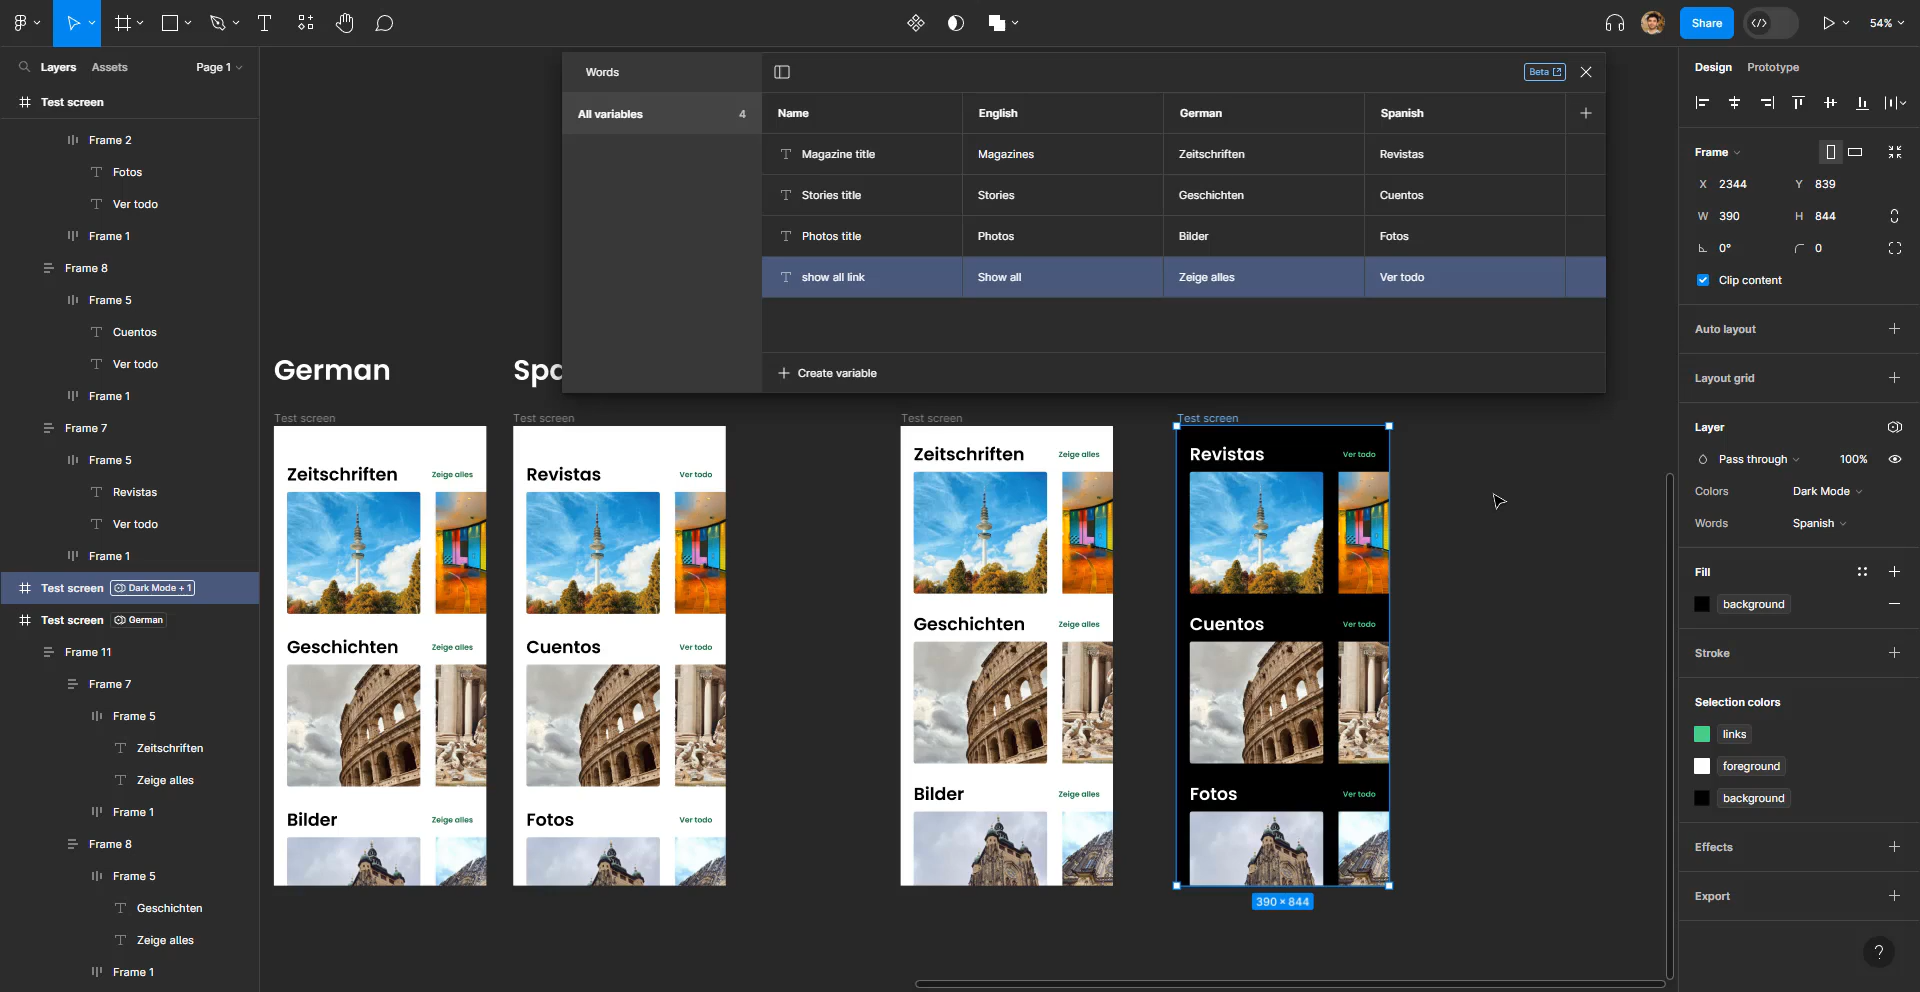 Share
54%
Layers
Assets
Page 1
Test screen
Frame 2
Fotos
Ver todo
Frame 1
Frame 8
Frame 5
Cuentos
Ver todo
Frame 1
Frame 7
Frame 5
Revistas
Ver todo
Frame 1
Test screen Dark Mode + 1
Test screen German
Frame 11
Frame 7
Frame 5
Zeitschriften
Zeige alles
Frame 1
Frame 8
Frame 5
Geschichten
Zeige alles
Frame 1
Words
Beta
All variables 4
Name English German Spanish
Magazine title Magazines Zeitschriften Revistas
Stories title Stories Geschichten Cuentos
Photos title Photos Bilder Fotos
show all link Show all Zeige alles Ver todo
Create variable
German
Test screen
Zeitschriften Zeige alles
Geschichten Zeige alles
Bilder Zeige alles
Test screen
Revistas Ver todo
Cuentos Ver todo
Fotos Ver todo
Test screen
Zeitschriften Zeige alles
Geschichten Zeige alles
Bilder Zeige alles
Test screen
Revistas Ver todo
Cuentos Ver todo
Fotos Ver todo
390 × 844
Design Prototype
Frame
X 2344 Y 839
W 390 H 844
0° 0
Clip content
Auto layout
Layout grid
Layer
Pass through 100%
Colors Dark Mode
Words Spanish
Fill
background
Stroke
Selection colors
links
foreground
background
Effects
Export
?